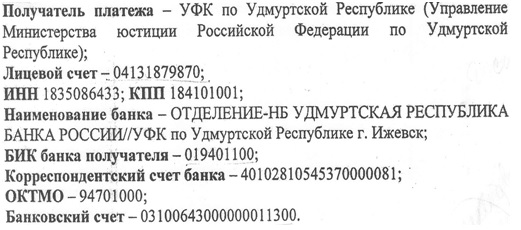 Получатель платежа – УФК по Удмуртской Республике (Управление
Министерства юстиции Российской Федерации по Удмуртской
Республике);
Лицевой счет – 04131879870;
ИНН 1835086433; КПП 184101001;
Наименование банка – ОТДЕЛЕНИЕ-НБ УДМУРТСКАЯ РЕСПУБЛИКА
БАНКА РОССИИ//УФК по Удмуртской Республике г. Ижевск;
БИК банка получателя – 019401100;
Корреспондентский счет банка – 40102810545370000081;
ОКТМО – 94701000;
Банковский счет – 03100643000000011300.